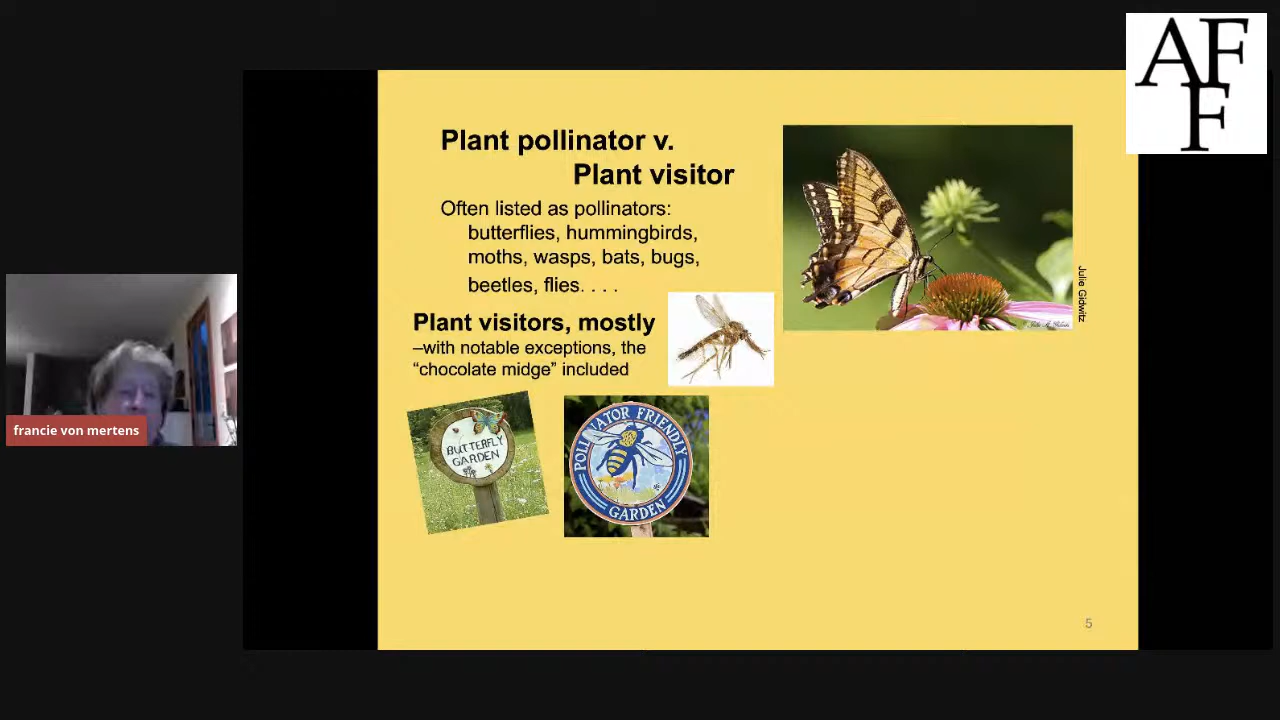 Plant pollinator v.
Plant visitor
Often listed as pollinators:
butterflies, hummingbirds,
moths, wasps, bats, bugs,
beetles, flies. . . .
Plant visitors, mostly
–with notable exceptions, the
“chocolate midge” included
BUTTERFLY
GARDEN
POLLINATOR FRIENDLY
GARDEN
Julie Gidwitz
5
francie von mertens
AF
F